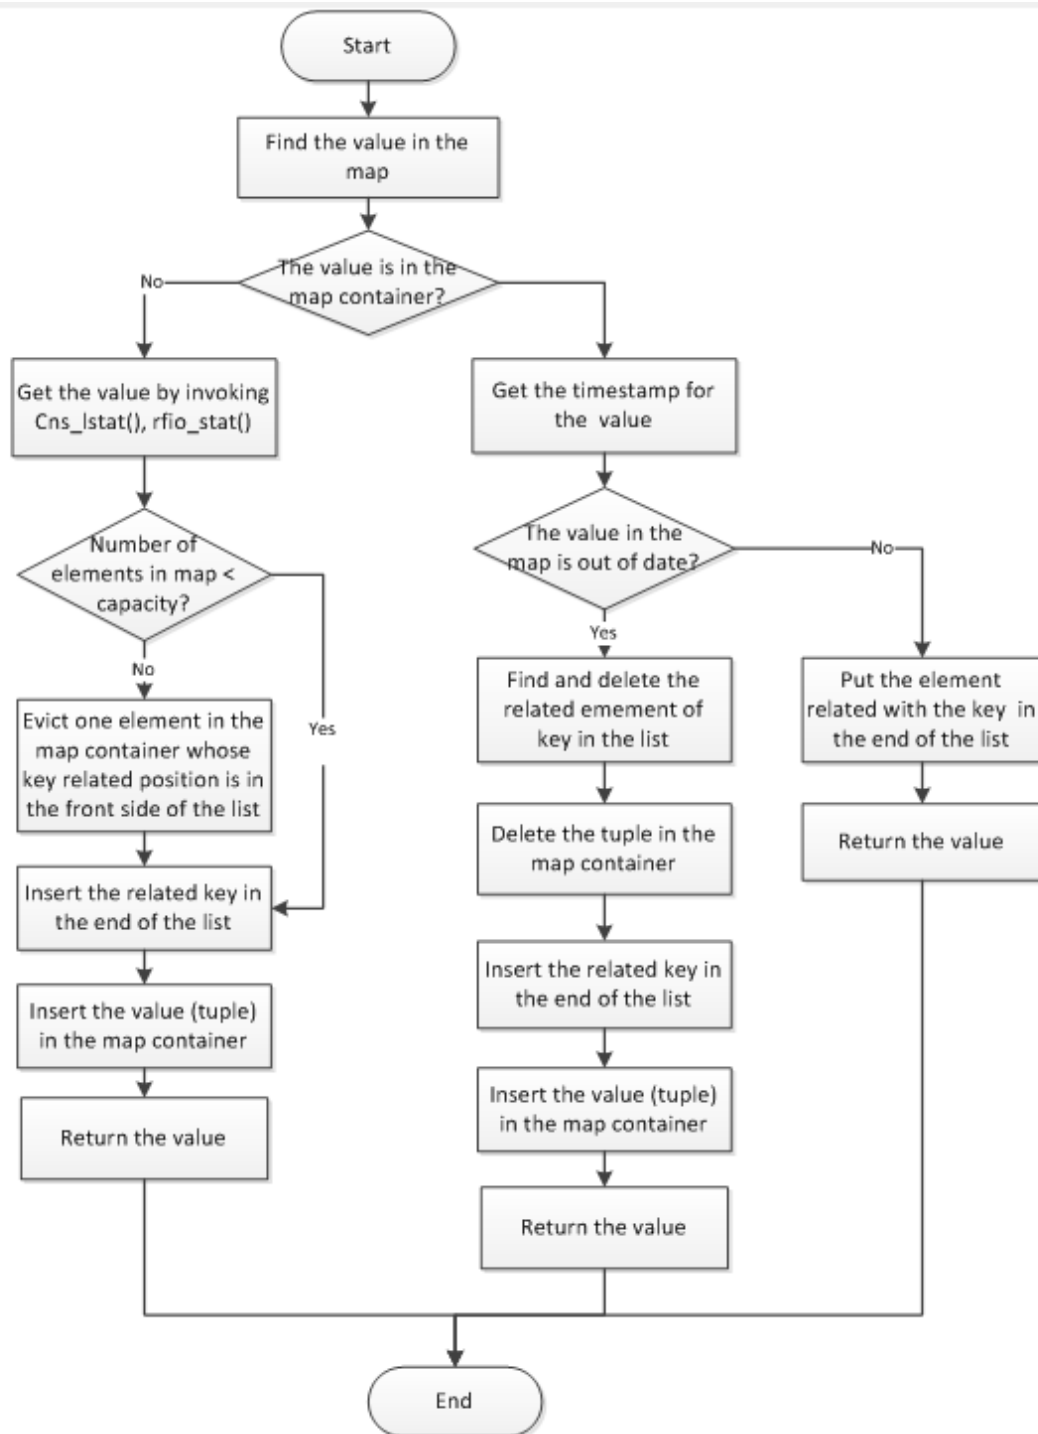 Start
Find the value in the
map
The value is in the
map container?
No
Get the value by invoking
Cns_lstat(), rfio_stat()
Get the timestamp for
the value
Number of
elements in map <
capacity?
The value in the
map is out of date?
No
Yes
No
Yes
Evict one element in the
map container whose
key related position is in
the front side of the list
Find and delete the
related emement of
key in the list
Put the element
related with the key in
the end of the list
Insert the related key in
the end of the list
Delete the tuple in the
map container
Return the value
Insert the value (tuple)
in the map container
Insert the related key in
the end of the list
Return the value
Insert the value (tuple)
in the map container
Return the value
End